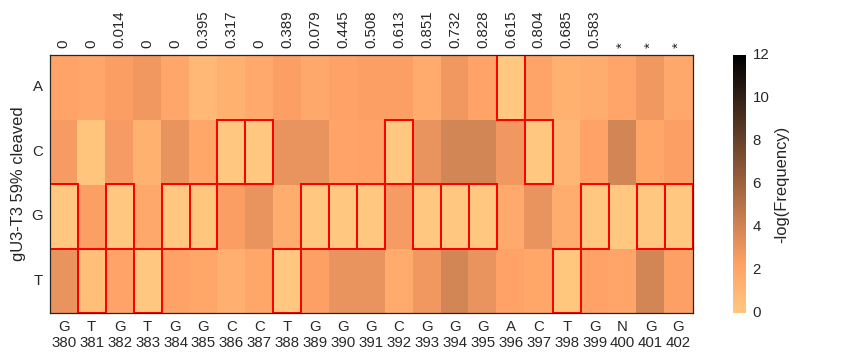 0 0 0.014 0 0 0.395 0.317 0 0.389 0.079 0.445 0.508 0.613 0.851 0.732 0.828 0.615 0.804 0.685 0.583 * * *
A
C
G
T
gU3-T3 59% cleaved
G T G T G G C C T G G G C G G G A C T G N G G
380 381 382 383 384 385 386 387 388 389 390 391 392 393 394 395 396 397 398 399 400 401 402
12
10
8
6
4
2
0
-log(Frequency)